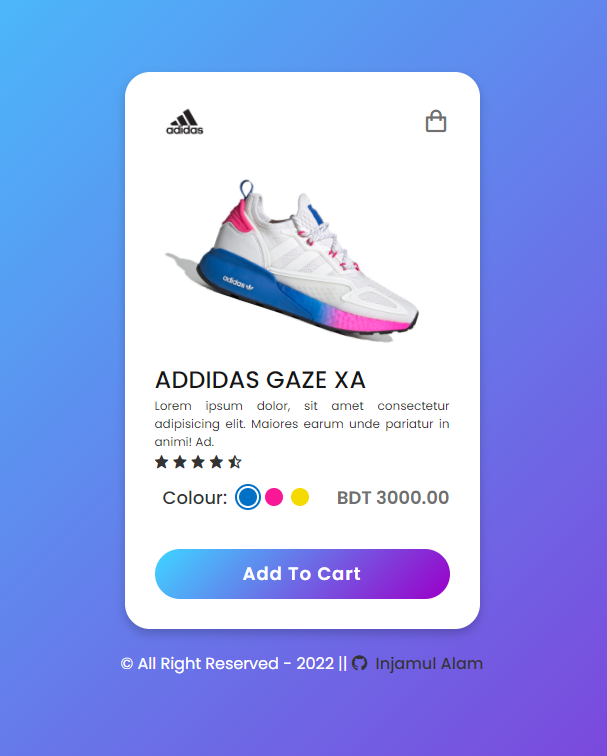 adidas
adidas
ADDIDAS GAZE XA
Lorem ipsum dolor, sit amet consectetur
adipisicing elit. Maiores earum unde pariatur in
animi! Ad.
Colour: BDT 3000.00
Add To Cart
© All Right Reserved - 2022 || Injamul Alam